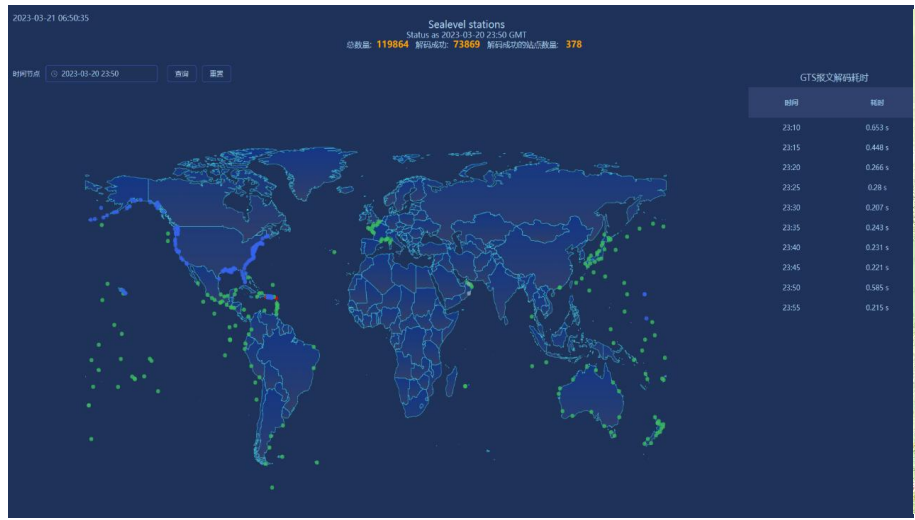 2023-03-21 06:50:35
Sealevel stations
Status as 2023-03-20 23:50 GMT
总数量: 119864 解码成功: 73869 解码成功的站点数量: 378
时间节点 2023-03-20 23:50 查询 重置
GTS报文解码耗时
时间 耗时
23:10 0.653 s
23:15 0.448 s
23:20 0.266 s
23:25 0.28 s
23:30 0.207 s
23:35 0.243 s
23:40 0.231 s
23:45 0.221 s
23:50 0.585 s
23:55 0.215 s